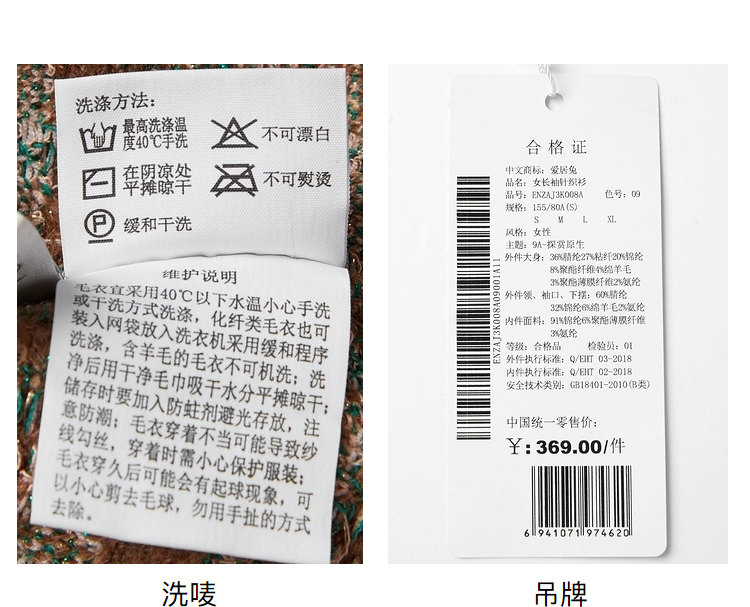 洗涤方法:
最高洗涤温
度40℃手洗
不可漂白
在阴凉处
平摊晾干
不可熨烫
P
缓和干洗
维护说明
毛衣宜采用40℃以下水温小心手洗
或干洗方式洗涤，化纤类毛衣也可
装入网袋放入洗衣机采用缓和程序
洗涤，含羊毛的毛衣不可机洗；洗
净后用干净毛巾吸干水分平摊晾干；
储存时要加入防蛀剂避光存放，注
意防潮；毛衣穿着不当可能导致纱
线勾丝，穿着时需小心保护服装；
毛衣穿久后可能会有起球现象，可
以小心剪去毛球，勿用手扯的方式
去除。
洗唛
合格证
中文商标: 爱居兔
品名: 女长袖针织衫
品号: ENZAJ3K008A 色号: 09
规格: 155/80A(S)
S M L XL
风格: 女性
主题: 9A-探赏原生
外件大身: 36%腈纶27%粘纤20%锦纶
8%聚酯纤维4%绵羊毛
3%聚酯薄膜纤维2%氨纶
外件领、袖口、下摆: 60%腈纶
32%锦纶6%绵羊毛2%氨纶
内件面料: 91%锦纶6%聚酯薄膜纤维
3%氨纶
等级: 合格品 检验员: 01
外件执行标准: Q/EHT 03-2018
内件执行标准: Q/EHT 02-2018
安全技术类别: GB18401-2010(B类)
ENZAJ3K008A09001A11
中国统一零售价:
¥: 369.00/件
6 941071 974620
吊牌